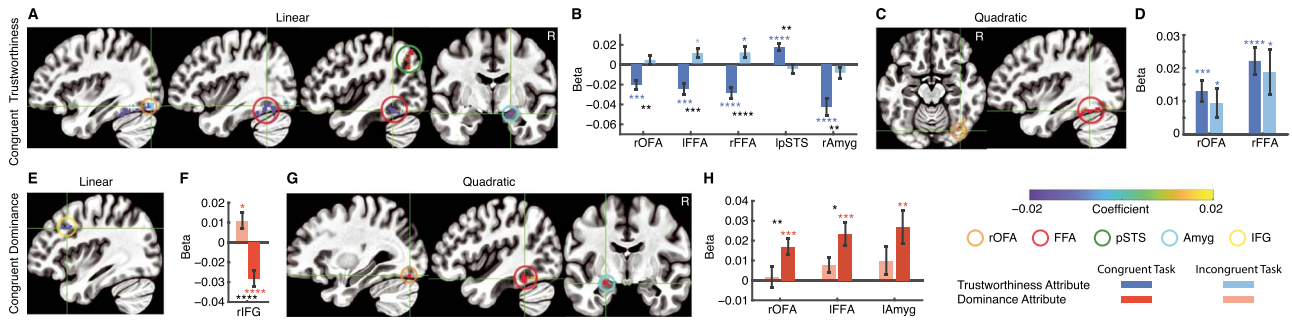 A
Linear
B
C
Quadratic
D
Congruent Trustworthiness
R
Beta
0.02
0
−0.02
−0.04
−0.06
***
**
*
***
***
****
*
****
****
**
****
**
rOFA
lFFA
rFFA
lpSTS
rAmyg
Beta
0.03
0.02
0.01
0
***
*
****
*
rOFA
rFFA
E
Linear
F
G
Quadratic
H
Congruent Dominance
Beta
0.02
0.01
0
−0.01
−0.02
−0.03
−0.04
*
****
****
rIFG
R
Beta
0.04
0.03
0.02
0.01
0
−0.01
**
***
*
***
**
rOFA
lFFA
lAmyg
−0.02
Coefficient
0.02
rOFA
FFA
pSTS
Amyg
IFG
Congruent Task
Incongruent Task
Trustworthiness Attribute
Dominance Attribute